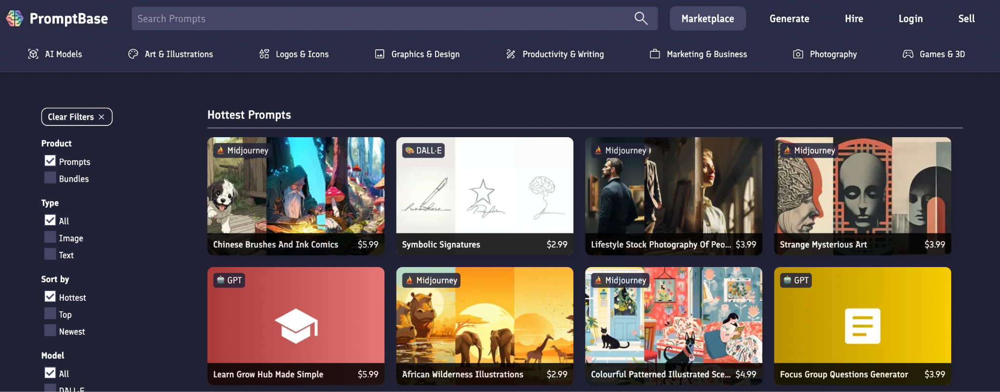 PromptBase
Search Prompts
Marketplace
Generate
Hire
Login
Sell
AI Models
Art & Illustrations
Logos & Icons
Graphics & Design
Productivity & Writing
Marketing & Business
Photography
Games & 3D
Clear Filters ×
Product
Prompts
Bundles
Type
All
Image
Text
Sort by
Hottest
Top
Newest
Model
All
DALL·E
Hottest Prompts
Midjourney
Chinese Brushes And Ink Comics $5.99
DALL·E
Symbolic Signatures $2.99
Midjourney
Lifestyle Stock Photography Of Peo... $3.99
Midjourney
Strange Mysterious Art $3.99
GPT
Learn Grow Hub Made Simple $5.99
Midjourney
African Wilderness Illustrations $2.99
Midjourney
Colourful Patterned Illustrated Sce... $4.99
GPT
Focus Group Questions Generator $3.99